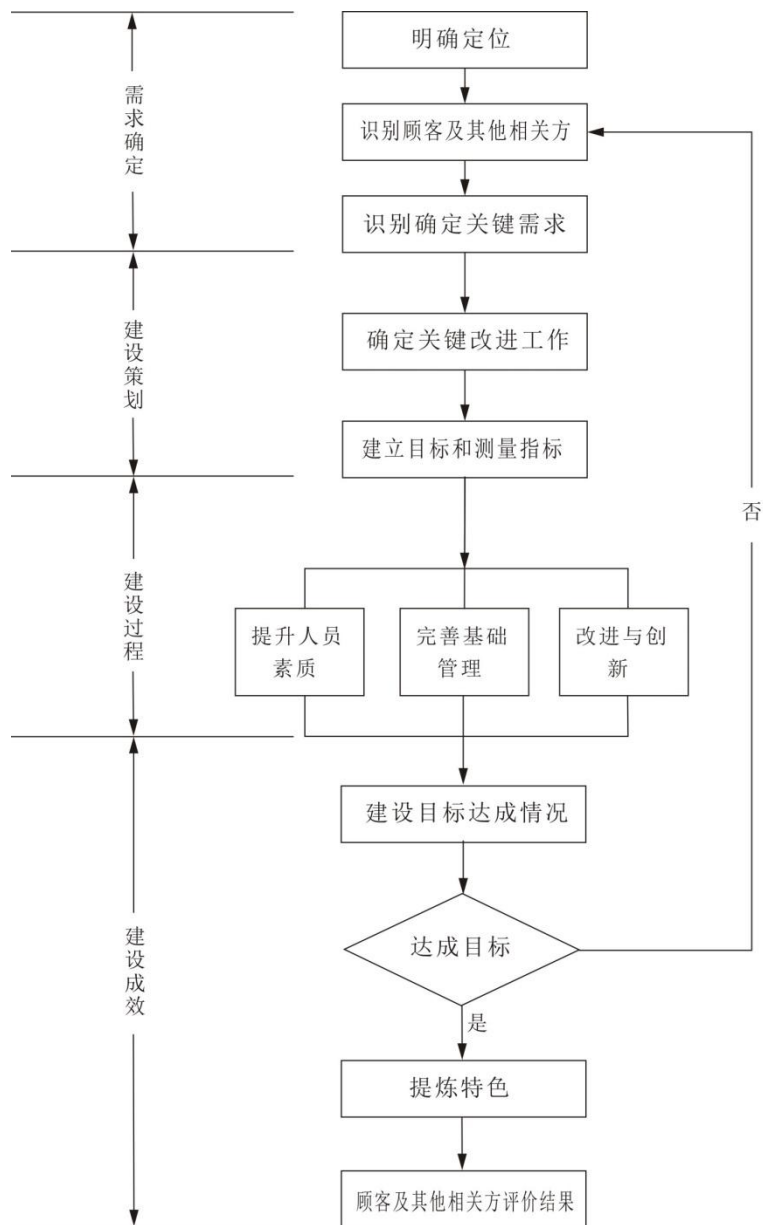 明确定位
需求确定
识别顾客及其他相关方
识别确定关键需求
建设策划
确定关键改进工作
建立目标和测量指标
否
建设过程
提升人员
素质
完善基础
管理
改进与创
新
建设目标达成情况
建设成效
达成目标
是
提炼特色
顾客及其他相关方评价结果